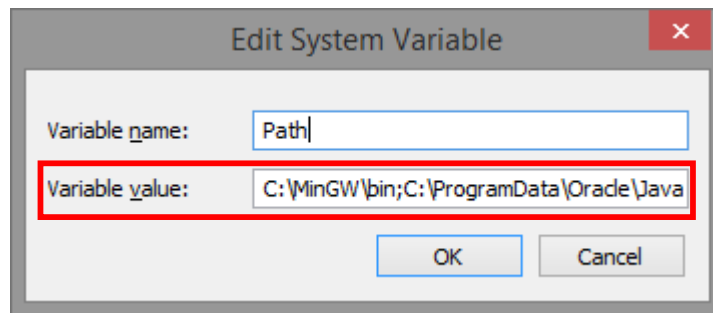 Edit System Variable
Variable name: Path
Variable value: C:\MinGW\bin;C:\ProgramData\Oracle\Java
OK Cancel